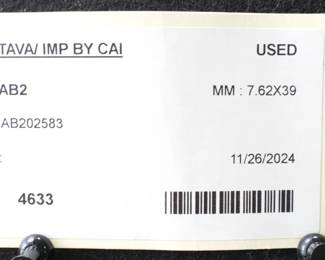 TAVA/ IMP BY CAI USED
AB2 MM : 7.62X39
AB202583
: 11/26/2024
4633